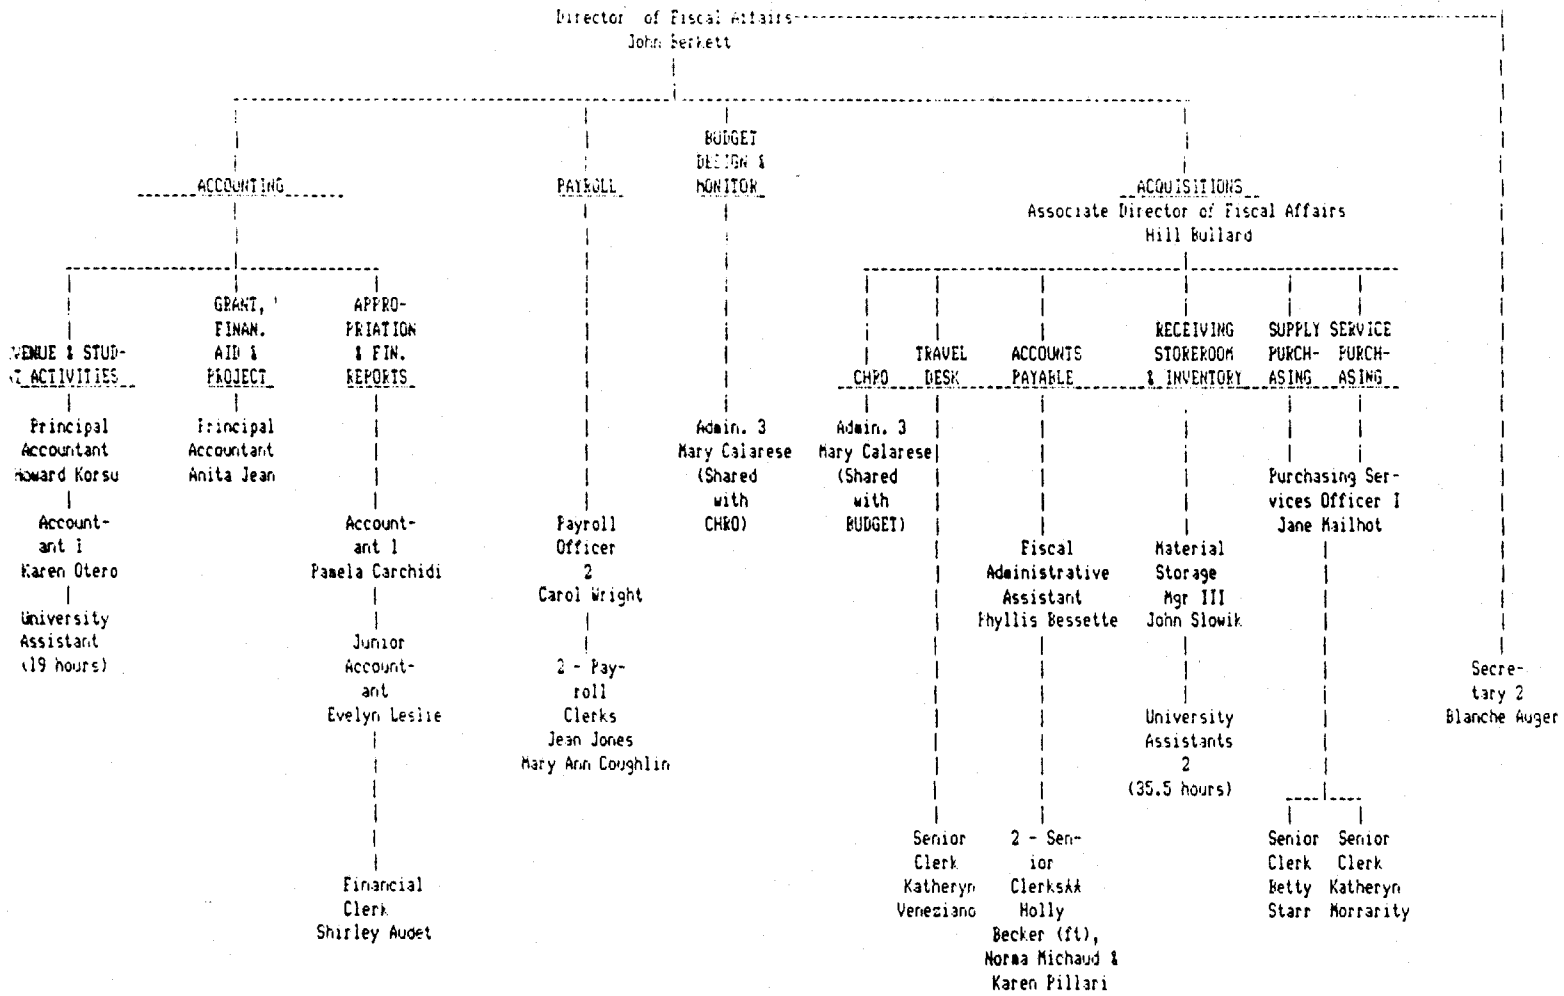 Director of Fiscal Affairs
John Berkett
BUDGET
DESIGN &
MONITOR
ACCOUNTING
PAYROLL
ACQUISITIONS
Associate Director of Fiscal Affairs
Hill Bullard
VENUE & STUD-
T ACTIVITIES
GRANT,
FINAN.
AID &
PROJECT
APPRO-
PRIATION
& FIN.
REPORTS
CHRO
TRAVEL
DESK
ACCOUNTS
PAYABLE
RECEIVING
STOREROOM
& INVENTORY
SUPPLY
PURCH-
ASING
SERVICE
PURCH-
ASING
Principal
Accountant
Howard Korsu
Account-
ant 1
Karen Otero
University
Assistant
(19 hours)
Principal
Accountant
Anita Jean
Account-
ant 1
Pamela Carchidi
Junior
Account-
ant
Evelyn Leslie
Financial
Clerk
Shirley Audet
Payroll
Officer
2
Carol Wright
2 - Pay-
roll
Clerks
Jean Jones
Mary Ann Coughlin
Admin. 3
Mary Calarese
(Shared
with
CHRO)
Admin. 3
Mary Calarese
(Shared
with
BUDGET)
Senior
Clerk
Katheryn
Veneziano
Fiscal
Administrative
Assistant
Phyllis Bessette
2 - Sen-
ior
Clerks**
Holly
Becker (ft),
Norma Michaud &
Karen Pillari
Material
Storage
Mgr III
John Slowik
University
Assistants
2
(35.5 hours)
Purchasing Ser-
vices Officer I
Jane Mailhot
Senior
Clerk
Betty
Starr
Senior
Clerk
Katheryn
Morrarity
Secre-
tary 2
Blanche Auger